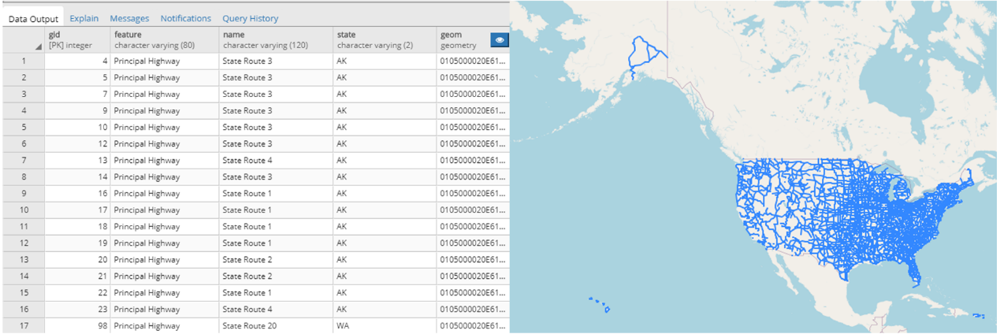 Data Output Explain Messages Notifications Query History
gid feature name state geom
[PK] integer character varying (80) character varying (120) character varying (2) geometry
1 4 Principal Highway State Route 3 AK 0105000020E61...
2 5 Principal Highway State Route 3 AK 0105000020E61...
3 7 Principal Highway State Route 3 AK 0105000020E61...
4 9 Principal Highway State Route 3 AK 0105000020E61...
5 10 Principal Highway State Route 3 AK 0105000020E61...
6 12 Principal Highway State Route 3 AK 0105000020E61...
7 13 Principal Highway State Route 4 AK 0105000020E61...
8 14 Principal Highway State Route 3 AK 0105000020E61...
9 16 Principal Highway State Route 1 AK 0105000020E61...
10 17 Principal Highway State Route 1 AK 0105000020E61...
11 18 Principal Highway State Route 1 AK 0105000020E61...
12 19 Principal Highway State Route 1 AK 0105000020E61...
13 20 Principal Highway State Route 2 AK 0105000020E61...
14 21 Principal Highway State Route 2 AK 0105000020E61...
15 22 Principal Highway State Route 1 AK 0105000020E61...
16 23 Principal Highway State Route 4 AK 0105000020E61...
17 98 Principal Highway State Route 20 WA 0105000020E61...